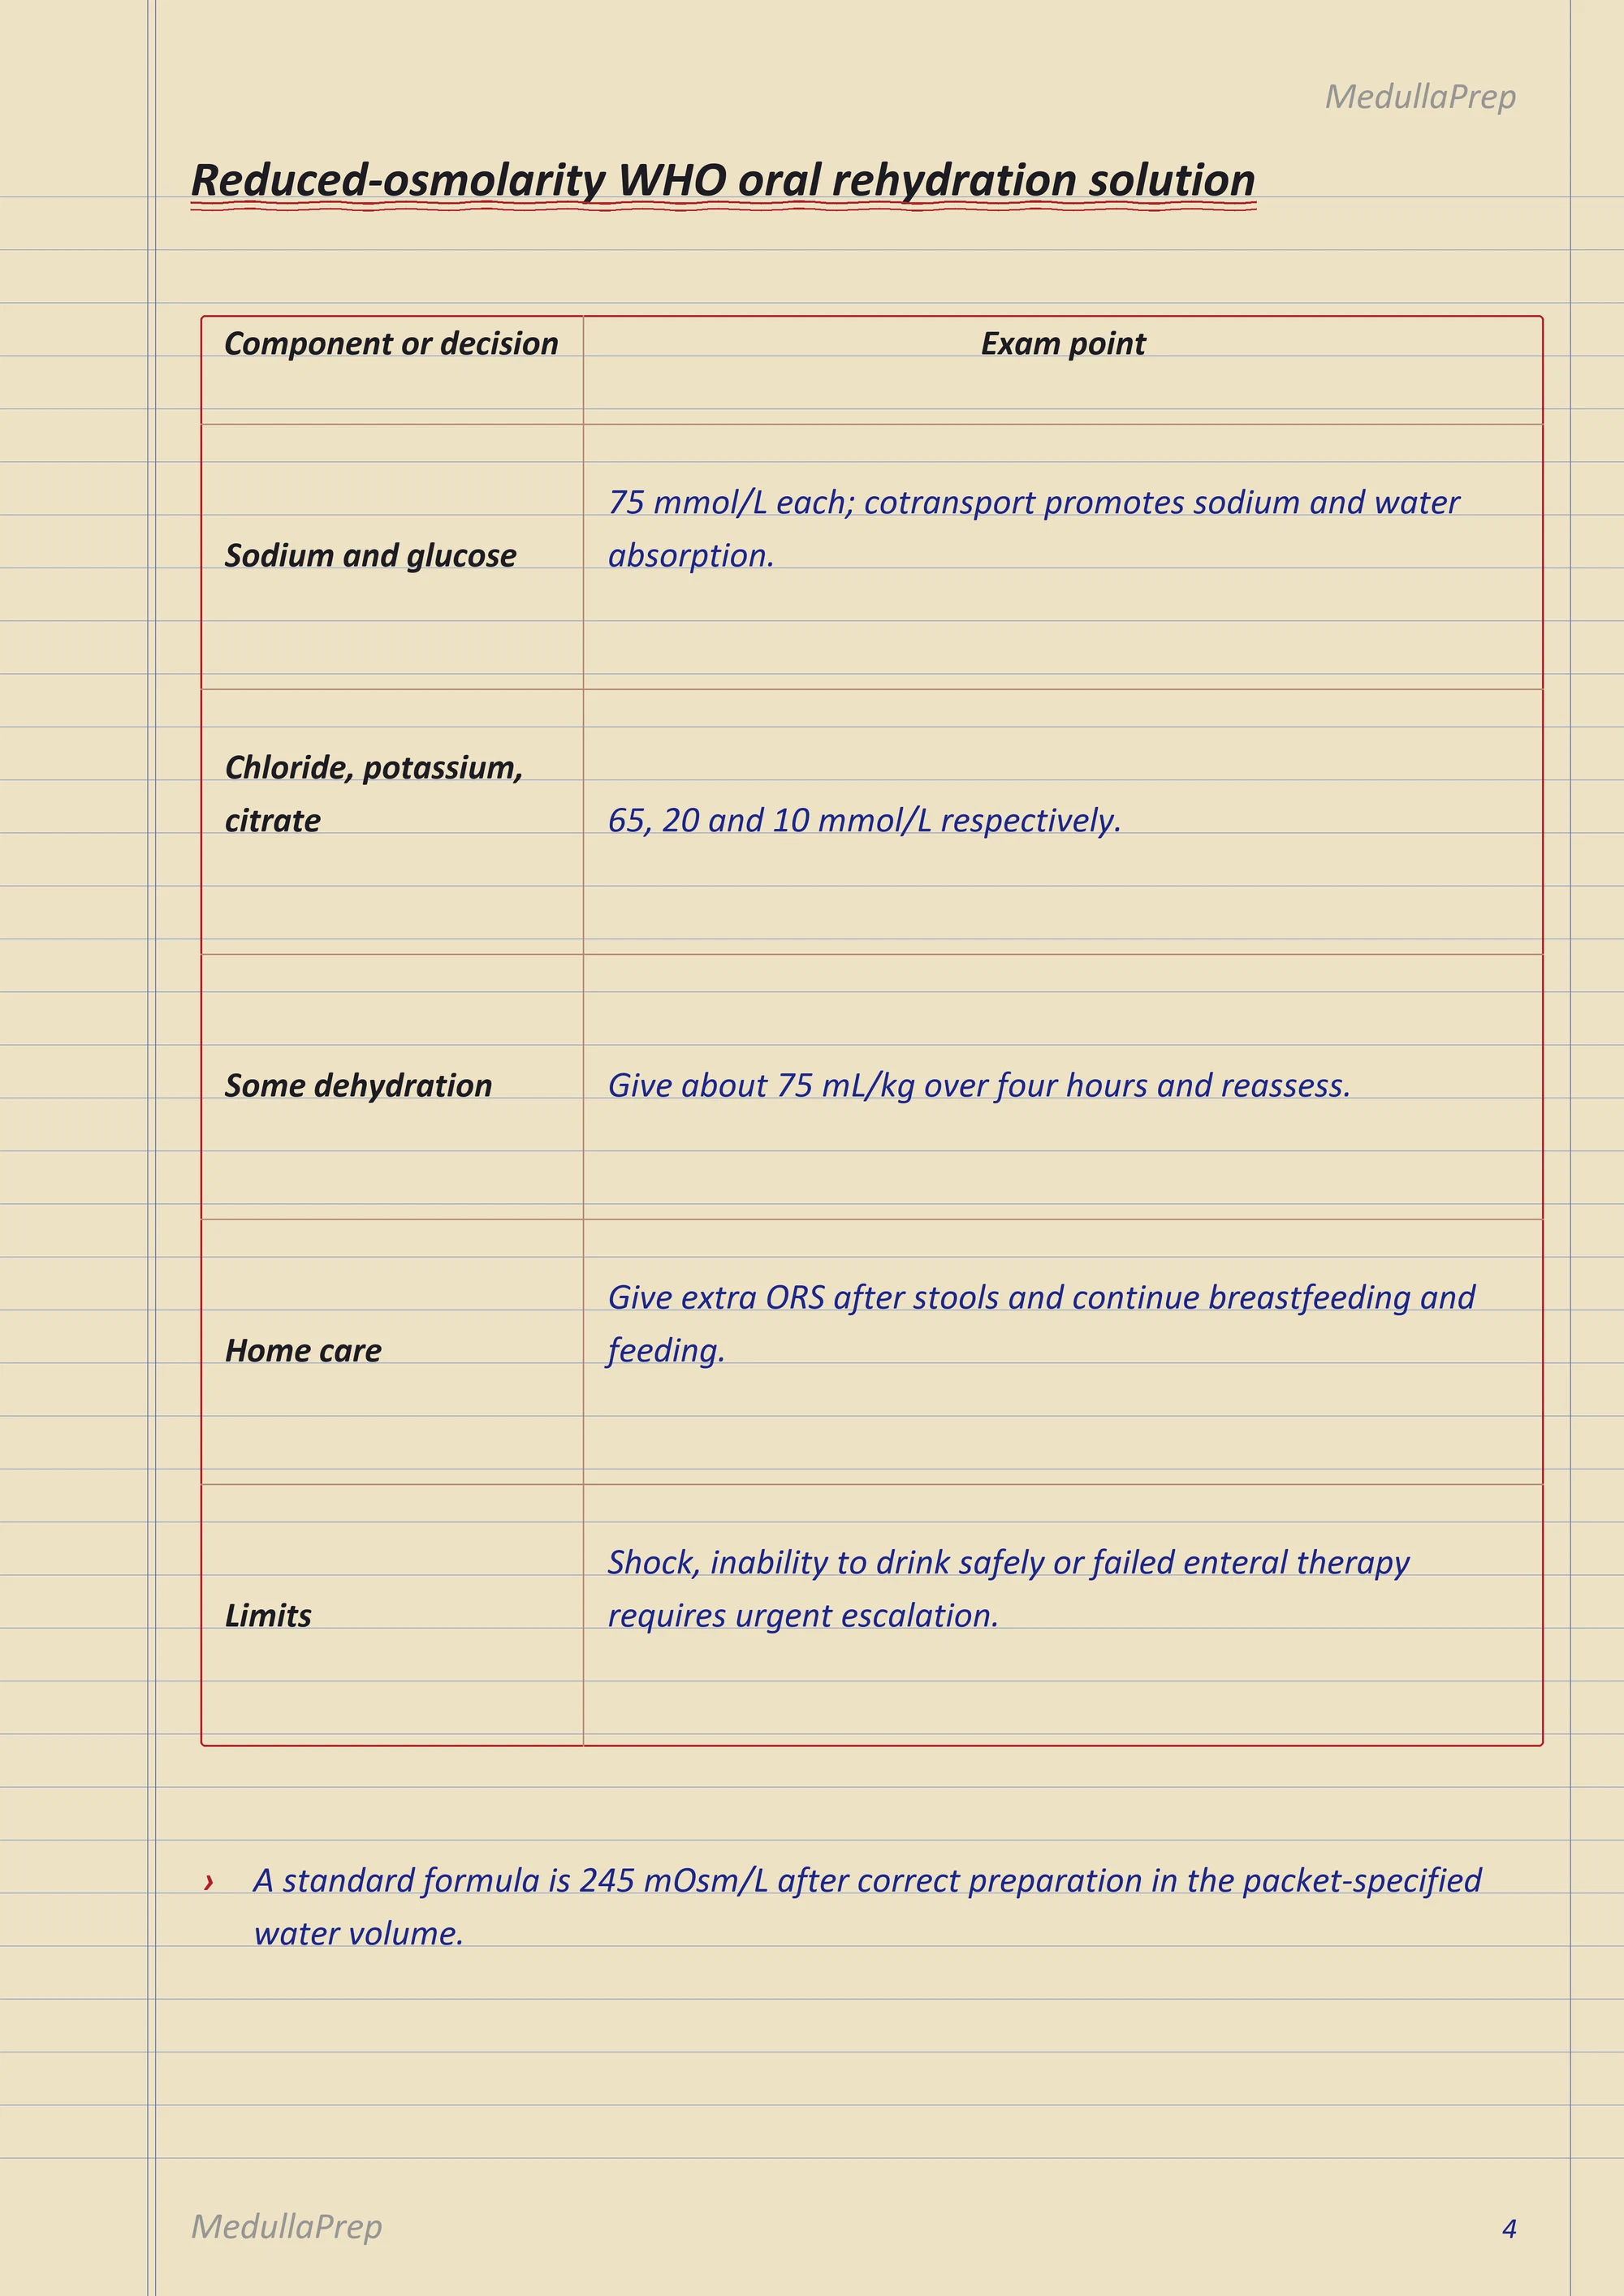 MedullaPrep
Reduced-osmolarity WHO oral rehydration solution
Component or decision
Exam point
Sodium and glucose
75 mmol/L each; cotransport promotes sodium and water
absorption.
Chloride, potassium,
citrate
65, 20 and 10 mmol/L respectively.
Some dehydration
Give about 75 mL/kg over four hours and reassess.
Home care
Give extra ORS after stools and continue breastfeeding and
feeding.
Limits
Shock, inability to drink safely or failed enteral therapy
requires urgent escalation.
› A standard formula is 245 mOsm/L after correct preparation in the packet-specified
water volume.
MedullaPrep
4